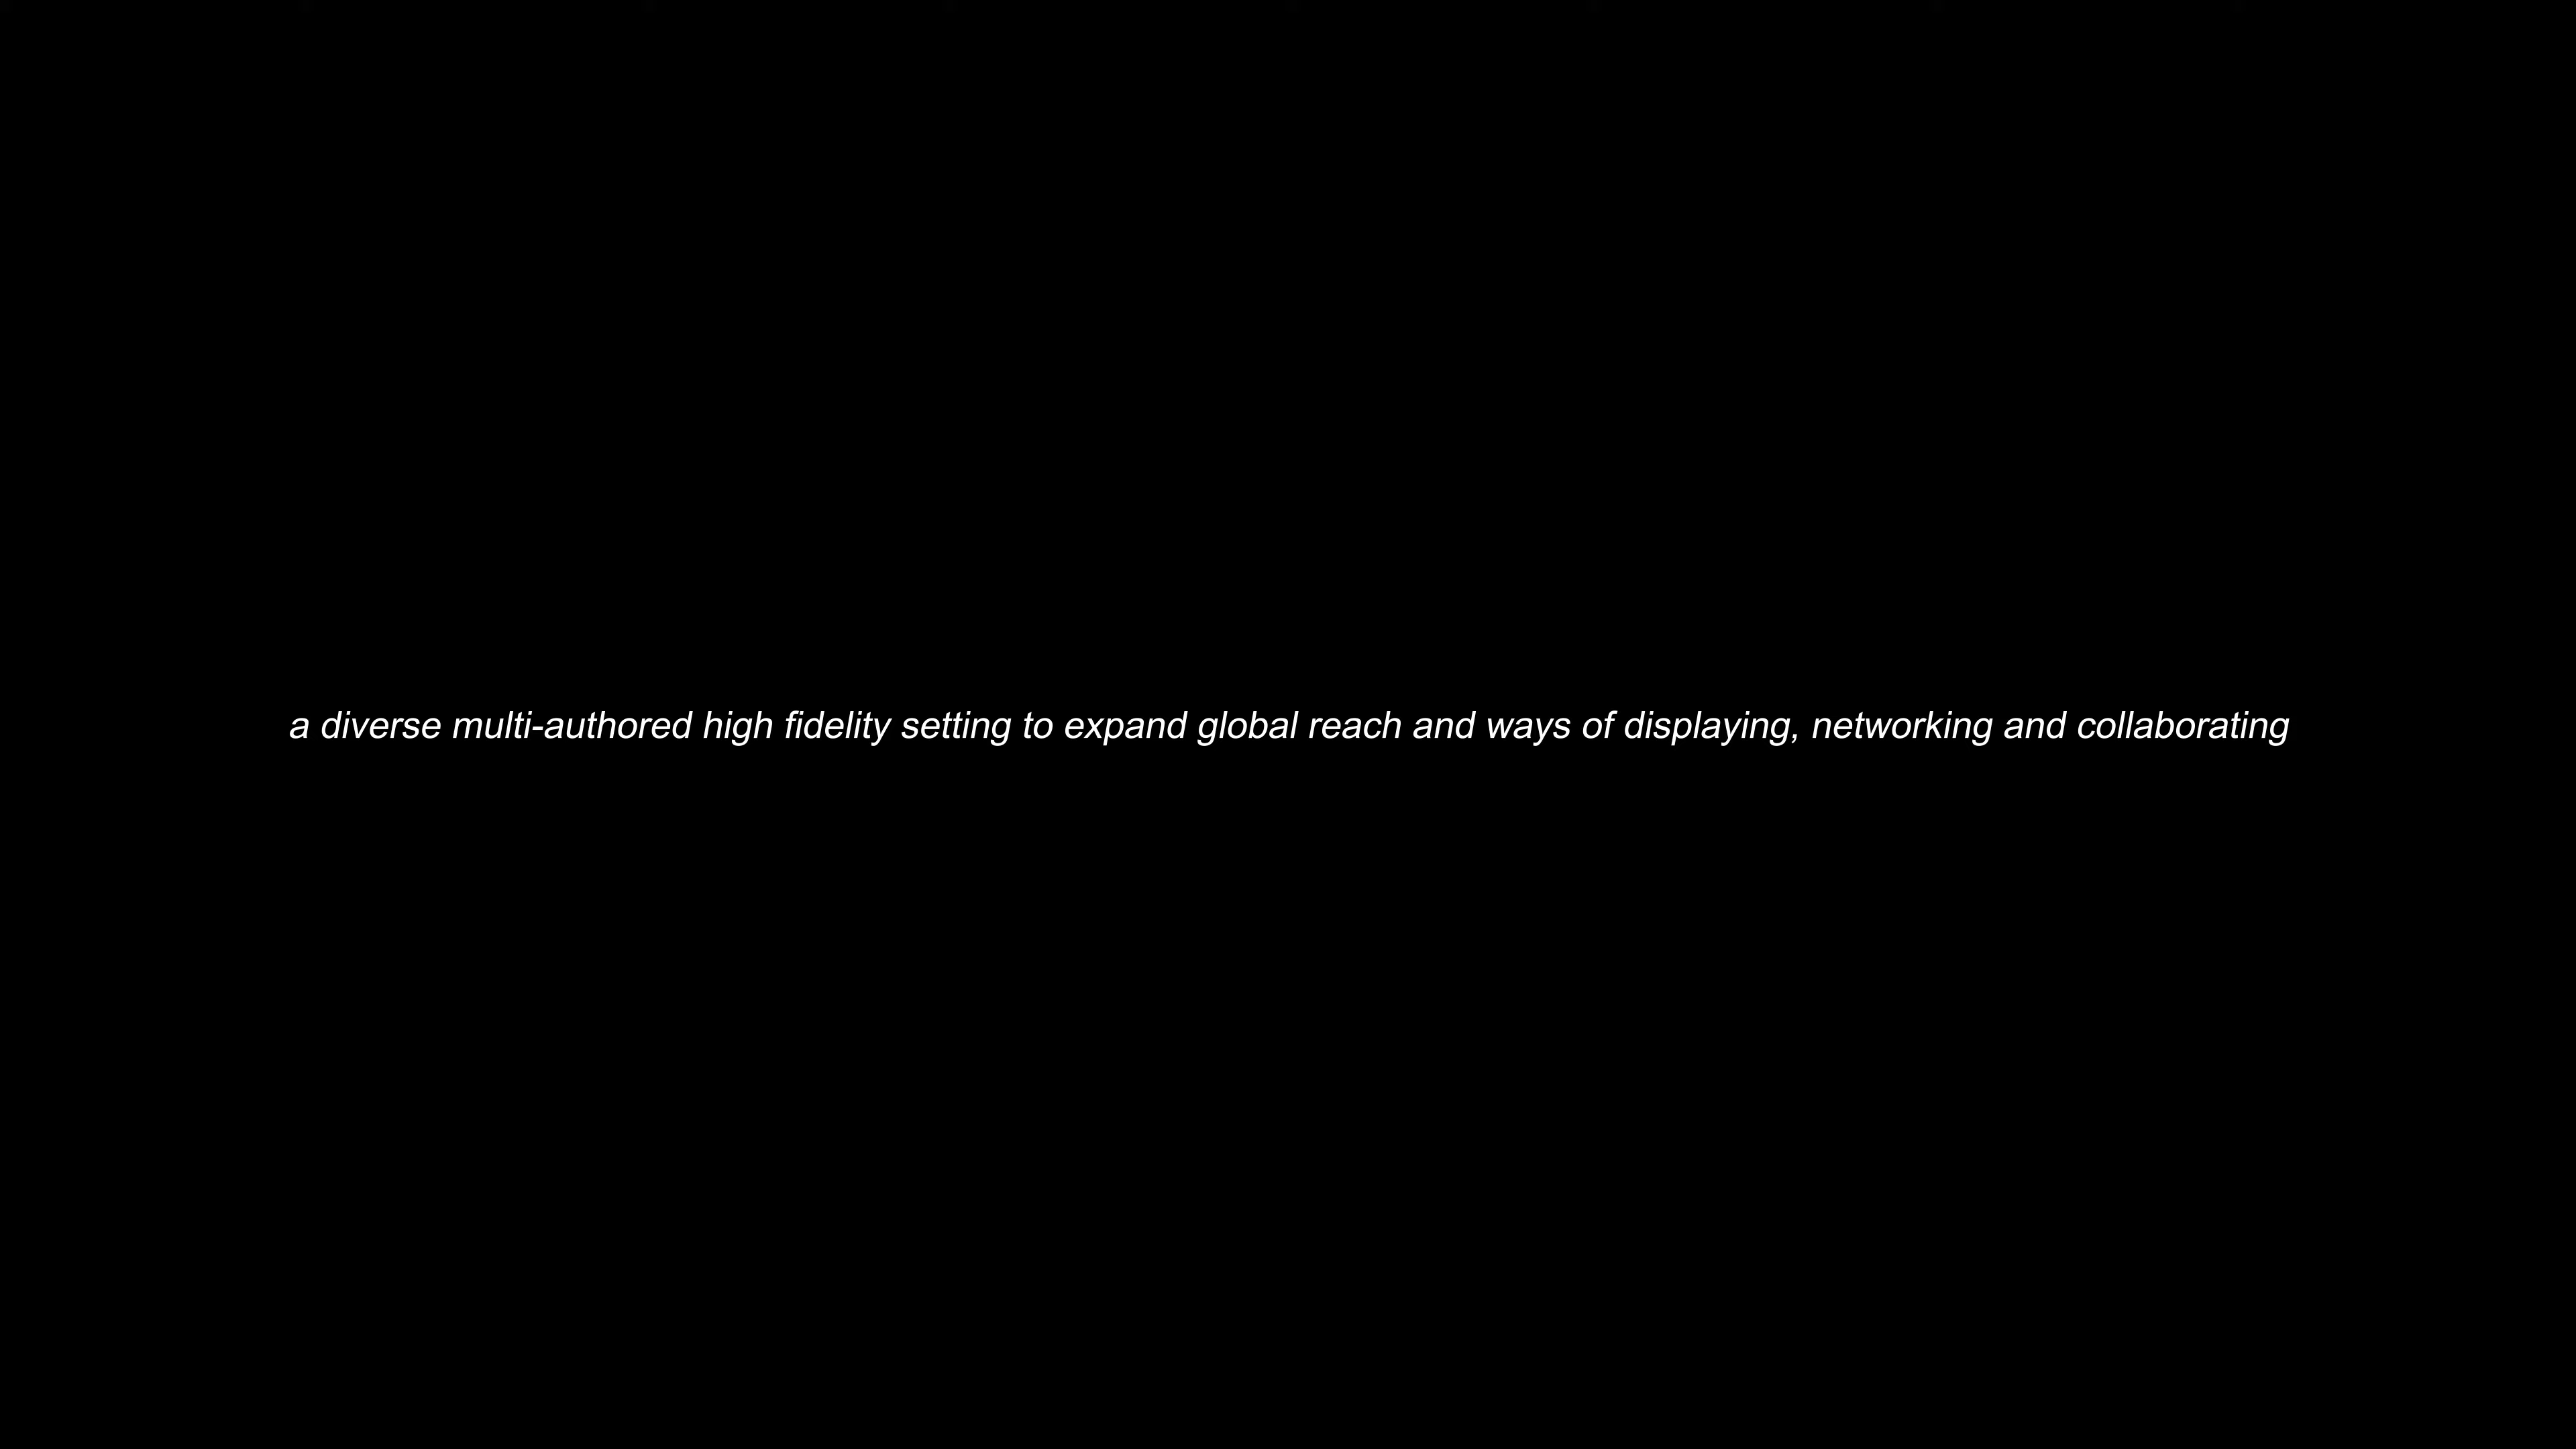 a diverse multi-authored high fidelity setting to expand global reach and ways of displaying, networking and collaborating